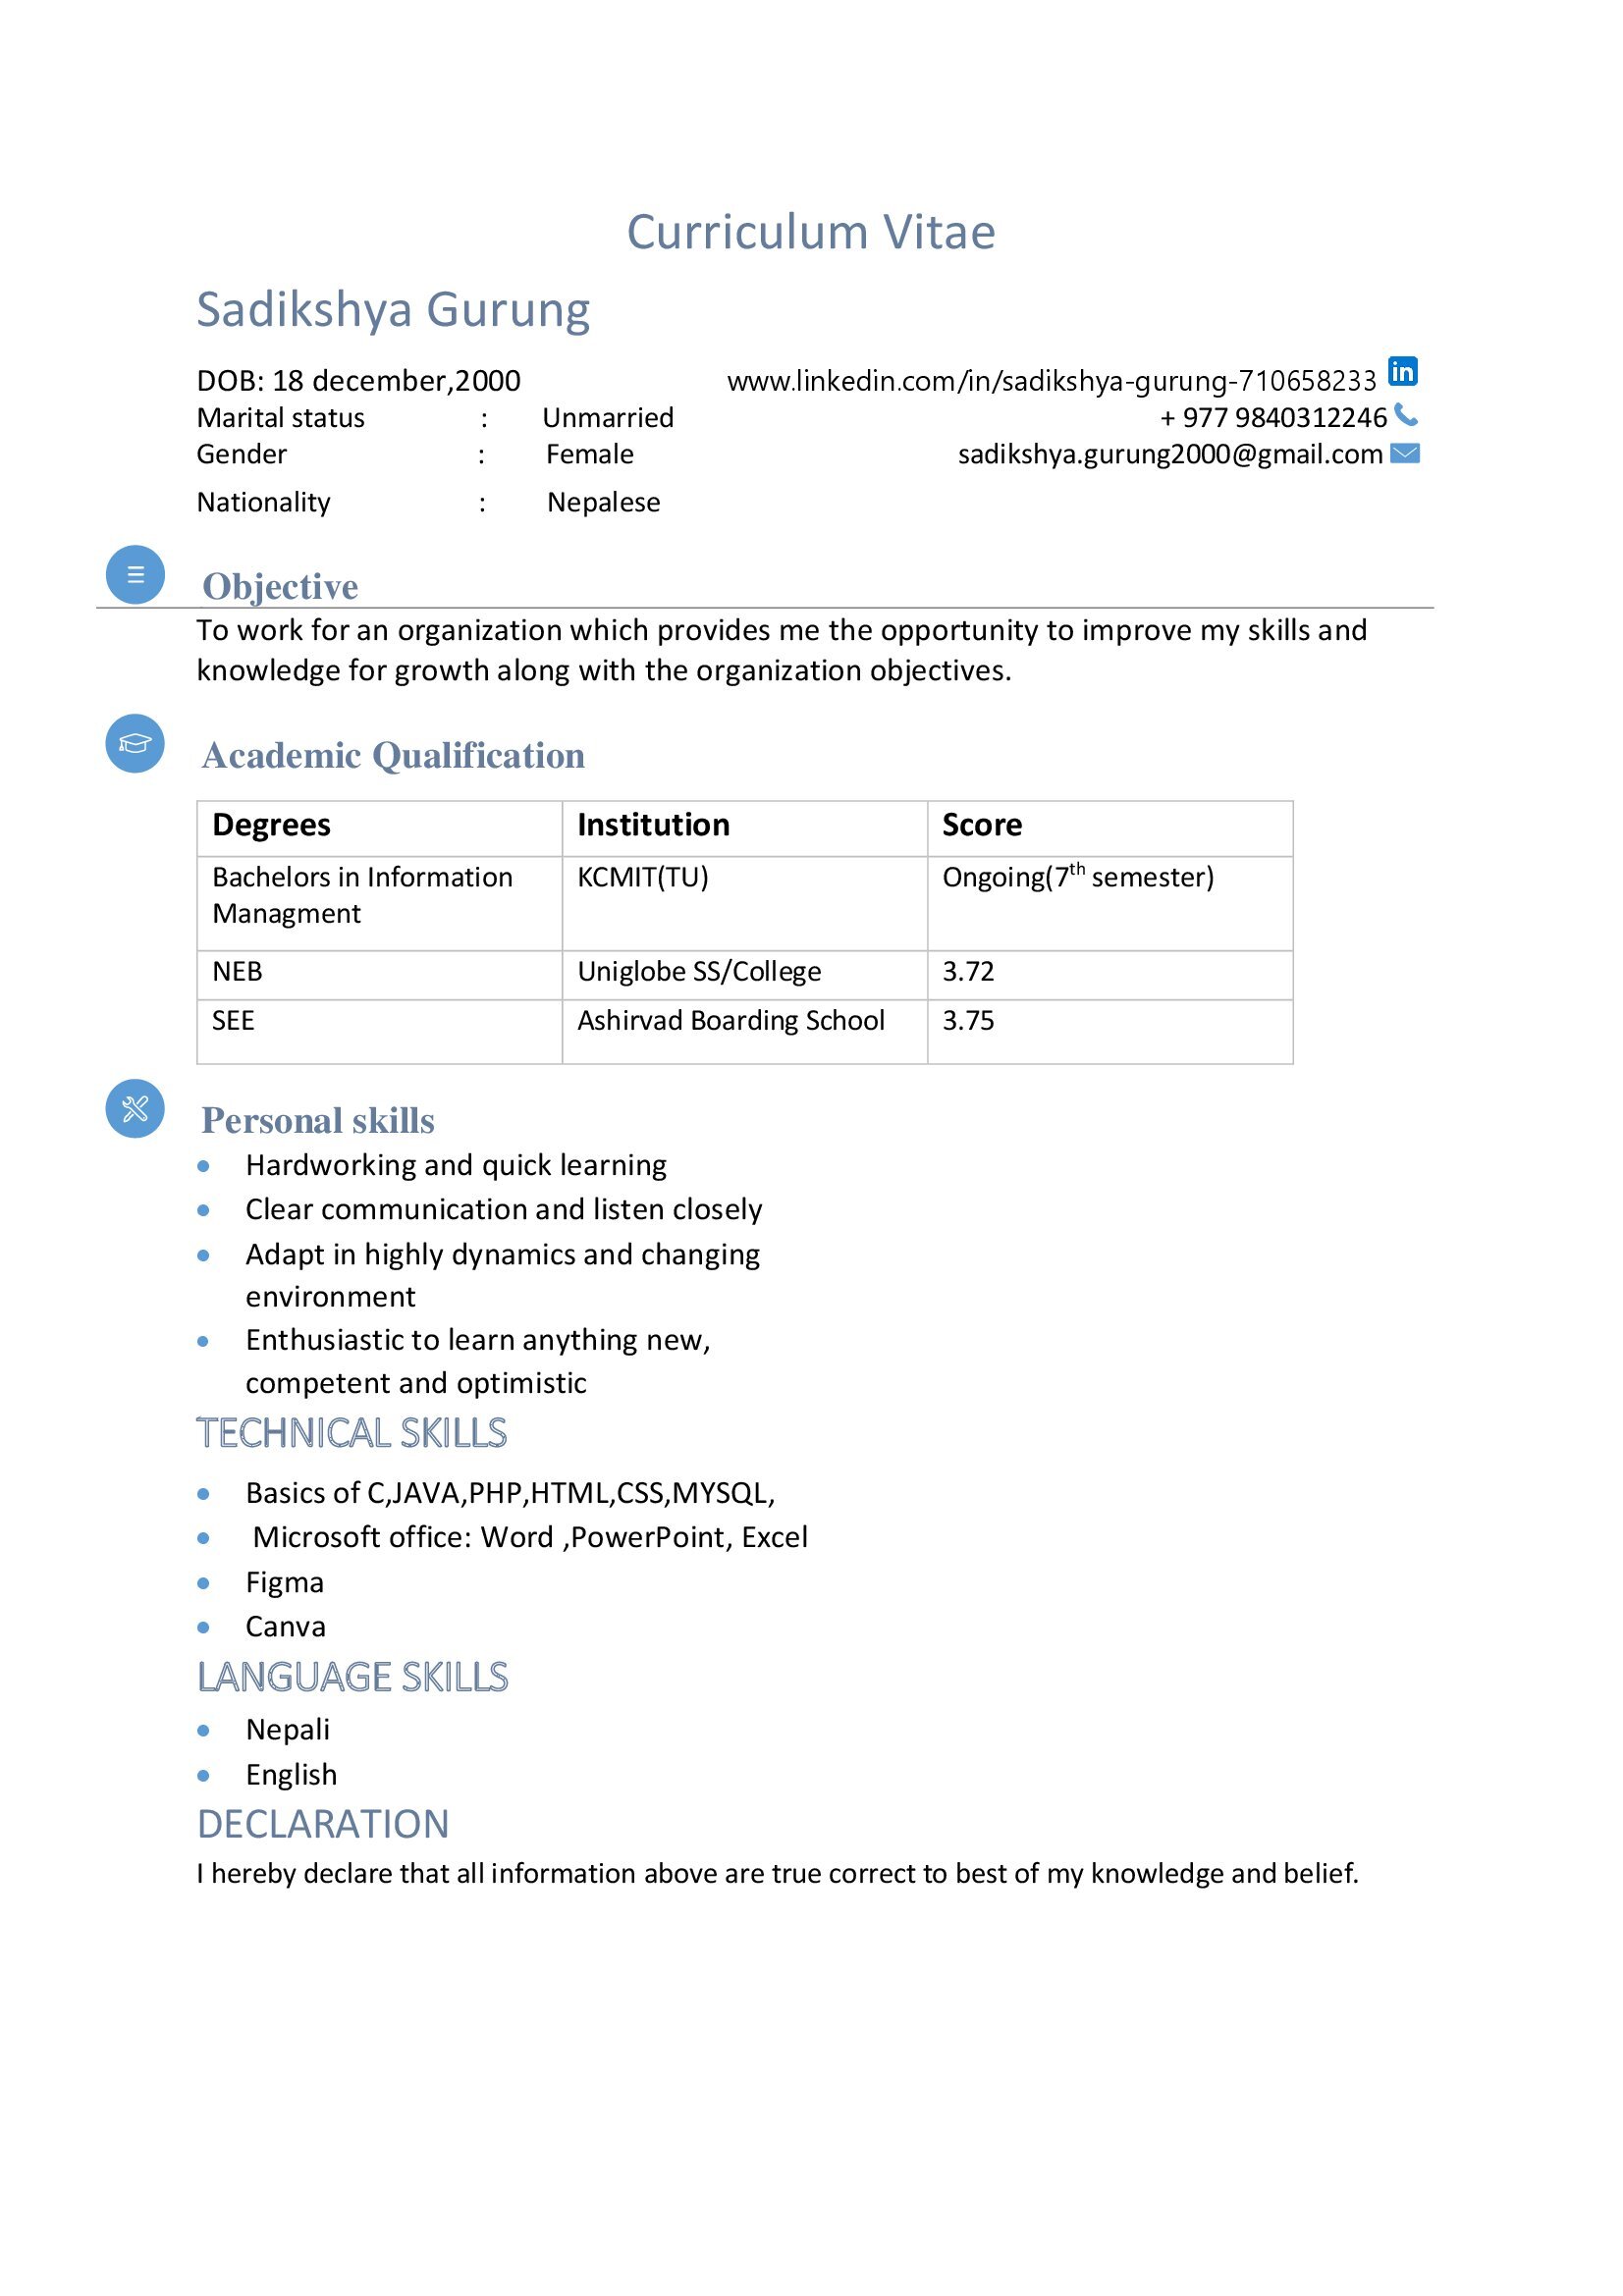 Curriculum Vitae
Sadikshya Gurung
DOB: 18 december,2000 www.linkedin.com/in/sadikshya-gurung-710658233 in
Marital status : Unmarried + 977 9840312246
Gender : Female sadikshya.gurung2000@gmail.com
Nationality : Nepalese
Objective
To work for an organization which provides me the opportunity to improve my skills and
knowledge for growth along with the organization objectives.
Academic Qualification
Degrees Institution Score
Bachelors in Information KCMIT(TU) Ongoing(7th semester)
Managment
NEB Uniglobe SS/College 3.72
SEE Ashirvad Boarding School 3.75
Personal skills
Hardworking and quick learning
Clear communication and listen closely
Adapt in highly dynamics and changing
environment
Enthusiastic to learn anything new,
competent and optimistic
TECHNICAL SKILLS
Basics of C,JAVA,PHP,HTML,CSS,MYSQL,
Microsoft office: Word ,PowerPoint, Excel
Figma
Canva
LANGUAGE SKILLS
Nepali
English
DECLARATION
I hereby declare that all information above are true correct to best of my knowledge and belief.